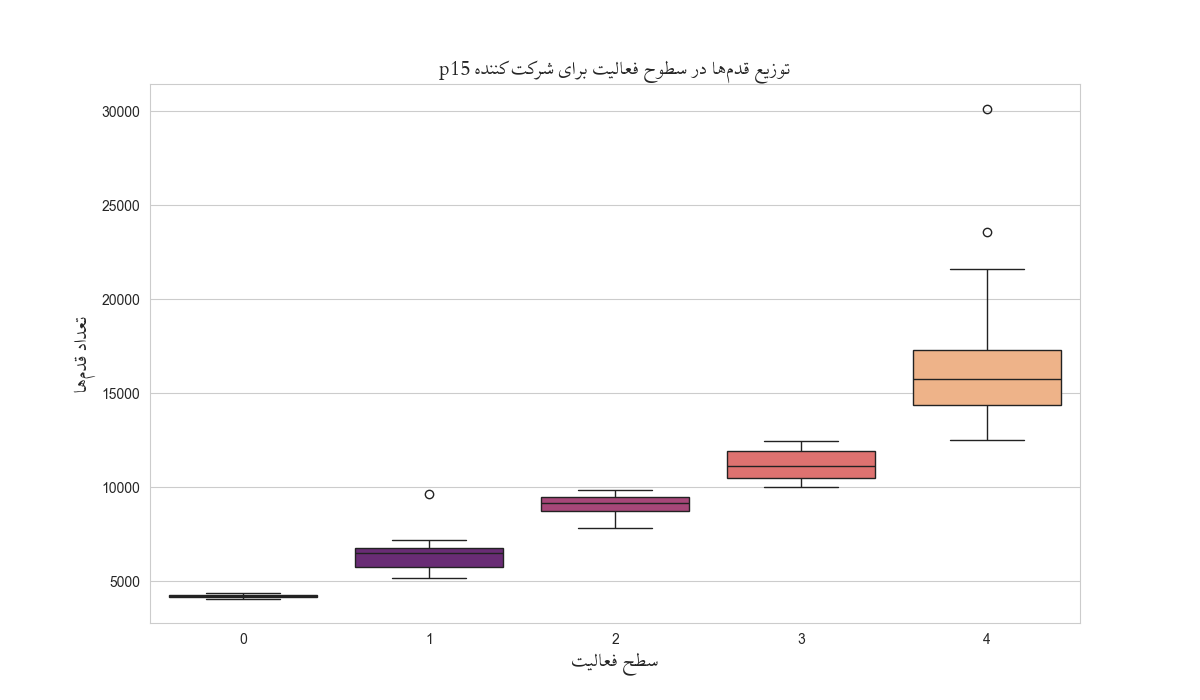 توزیع قدم‌ها در سطوح فعالیت برای شرکت‌کننده p15
30000
25000
20000
15000
10000
5000
تعداد قدم‌ها
0 1 2 3 4
سطح فعالیت